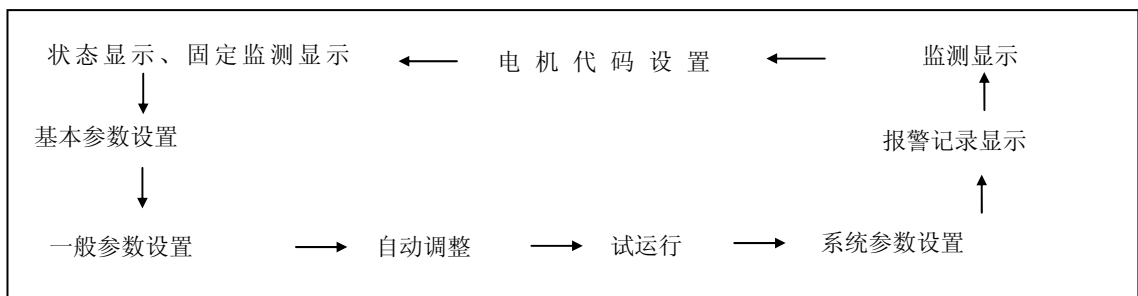 状态显示、固定监测显示 电机代码设置 监测显示
基本参数设置 报警记录显示
一般参数设置 自动调整 试运行 系统参数设置